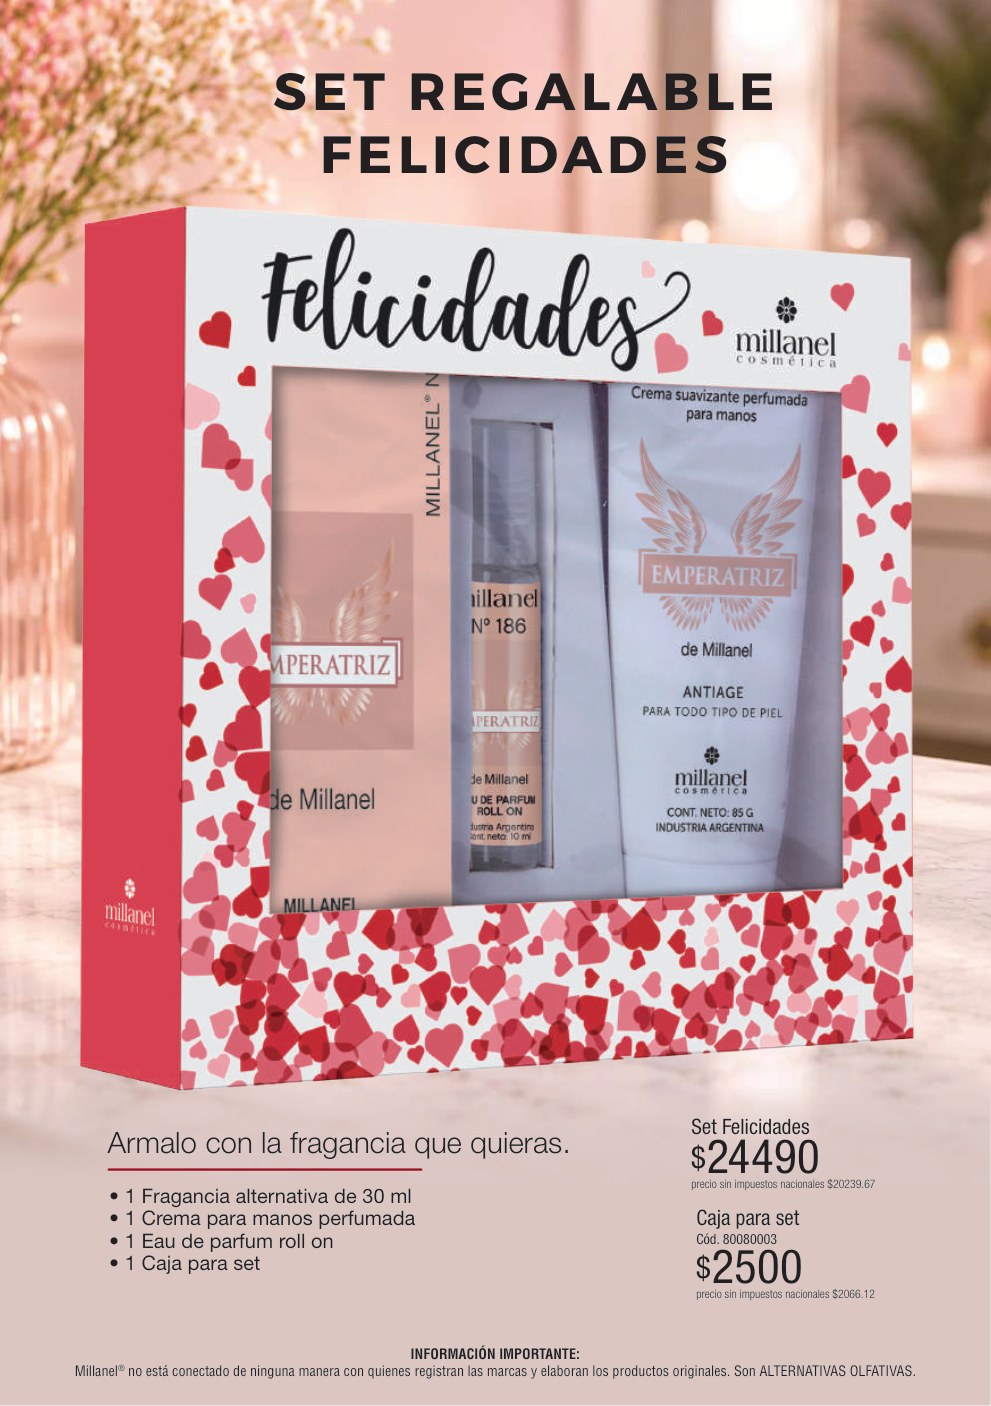 SET REGALABLE
FELICIDADES
Felicidades
millanel
cosmética
MILLANEL® N
Crema suavizante perfumada
para manos
EMPERATRIZ
de Millanel
ANTIAGE
PARA TODO TIPO DE PIEL
millanel
cosmética
CONT. NETO: 85 G
INDUSTRIA ARGENTINA
illanel
Nº 186
PERATRIZ
de Millanel
U DE PARFUM
ROLL ON
dustria Argentina
ont. neto: 10 ml
MPERATRIZ
de Millanel
MILLANEL
millanel
cosmética
Armalo con la fragancia que quieras.
• 1 Fragancia alternativa de 30 ml
• 1 Crema para manos perfumada
• 1 Eau de parfum roll on
• 1 Caja para set
Set Felicidades
$24490
precio sin impuestos nacionales $20239.67
Caja para set
Cód. 80080003
$2500
precio sin impuestos nacionales $2066.12
INFORMACIÓN IMPORTANTE:
Millanel® no está conectado de ninguna manera con quienes registran las marcas y elaboran los productos originales. Son ALTERNATIVAS OLFATIVAS.